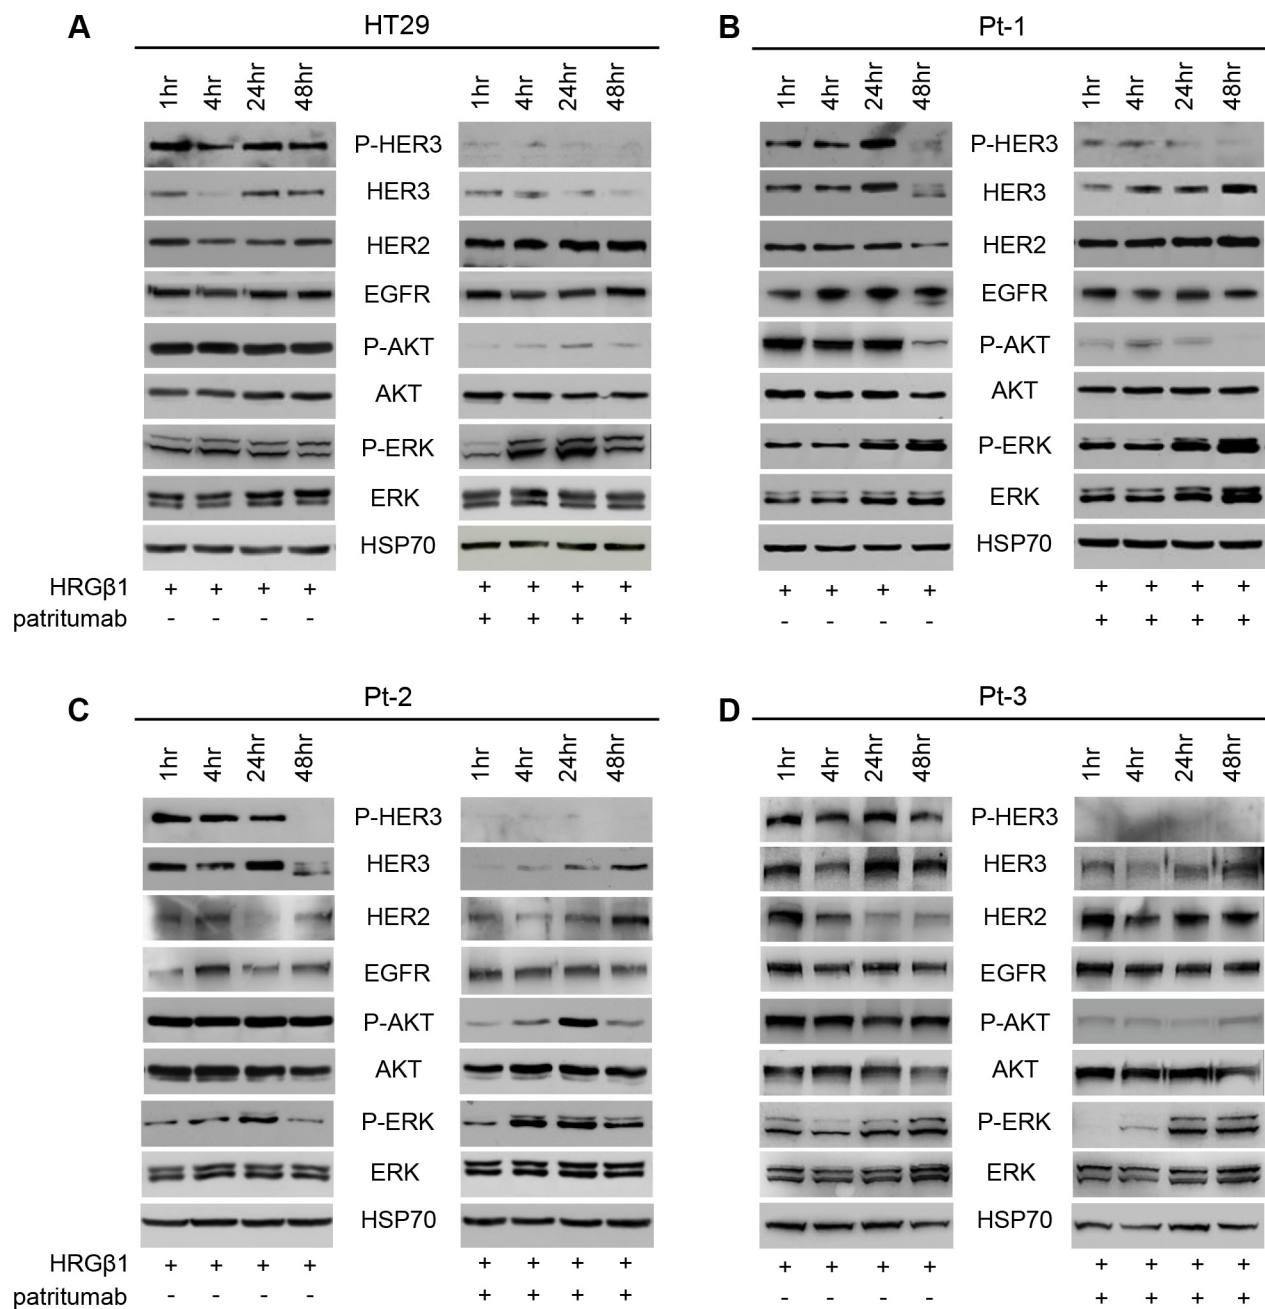 A HT29
1hr 4hr 24hr 48hr 1hr 4hr 24hr 48hr
P-HER3
HER3
HER2
EGFR
P-AKT
AKT
P-ERK
ERK
HSP70
HRGβ1 + + + + + + + +
patritumab - - - - + + + +
B Pt-1
1hr 4hr 24hr 48hr 1hr 4hr 24hr 48hr
P-HER3
HER3
HER2
EGFR
P-AKT
AKT
P-ERK
ERK
HSP70
+ + + + + + + +
- - - - + + + +
C Pt-2
1hr 4hr 24hr 48hr 1hr 4hr 24hr 48hr
P-HER3
HER3
HER2
EGFR
P-AKT
AKT
P-ERK
ERK
HSP70
HRGβ1 + + + + + + + +
patritumab - - - - + + + +
D Pt-3
1hr 4hr 24hr 48hr 1hr 4hr 24hr 48hr
P-HER3
HER3
HER2
EGFR
P-AKT
AKT
P-ERK
ERK
HSP70
+ + + + + + + +
- - - - + + + +